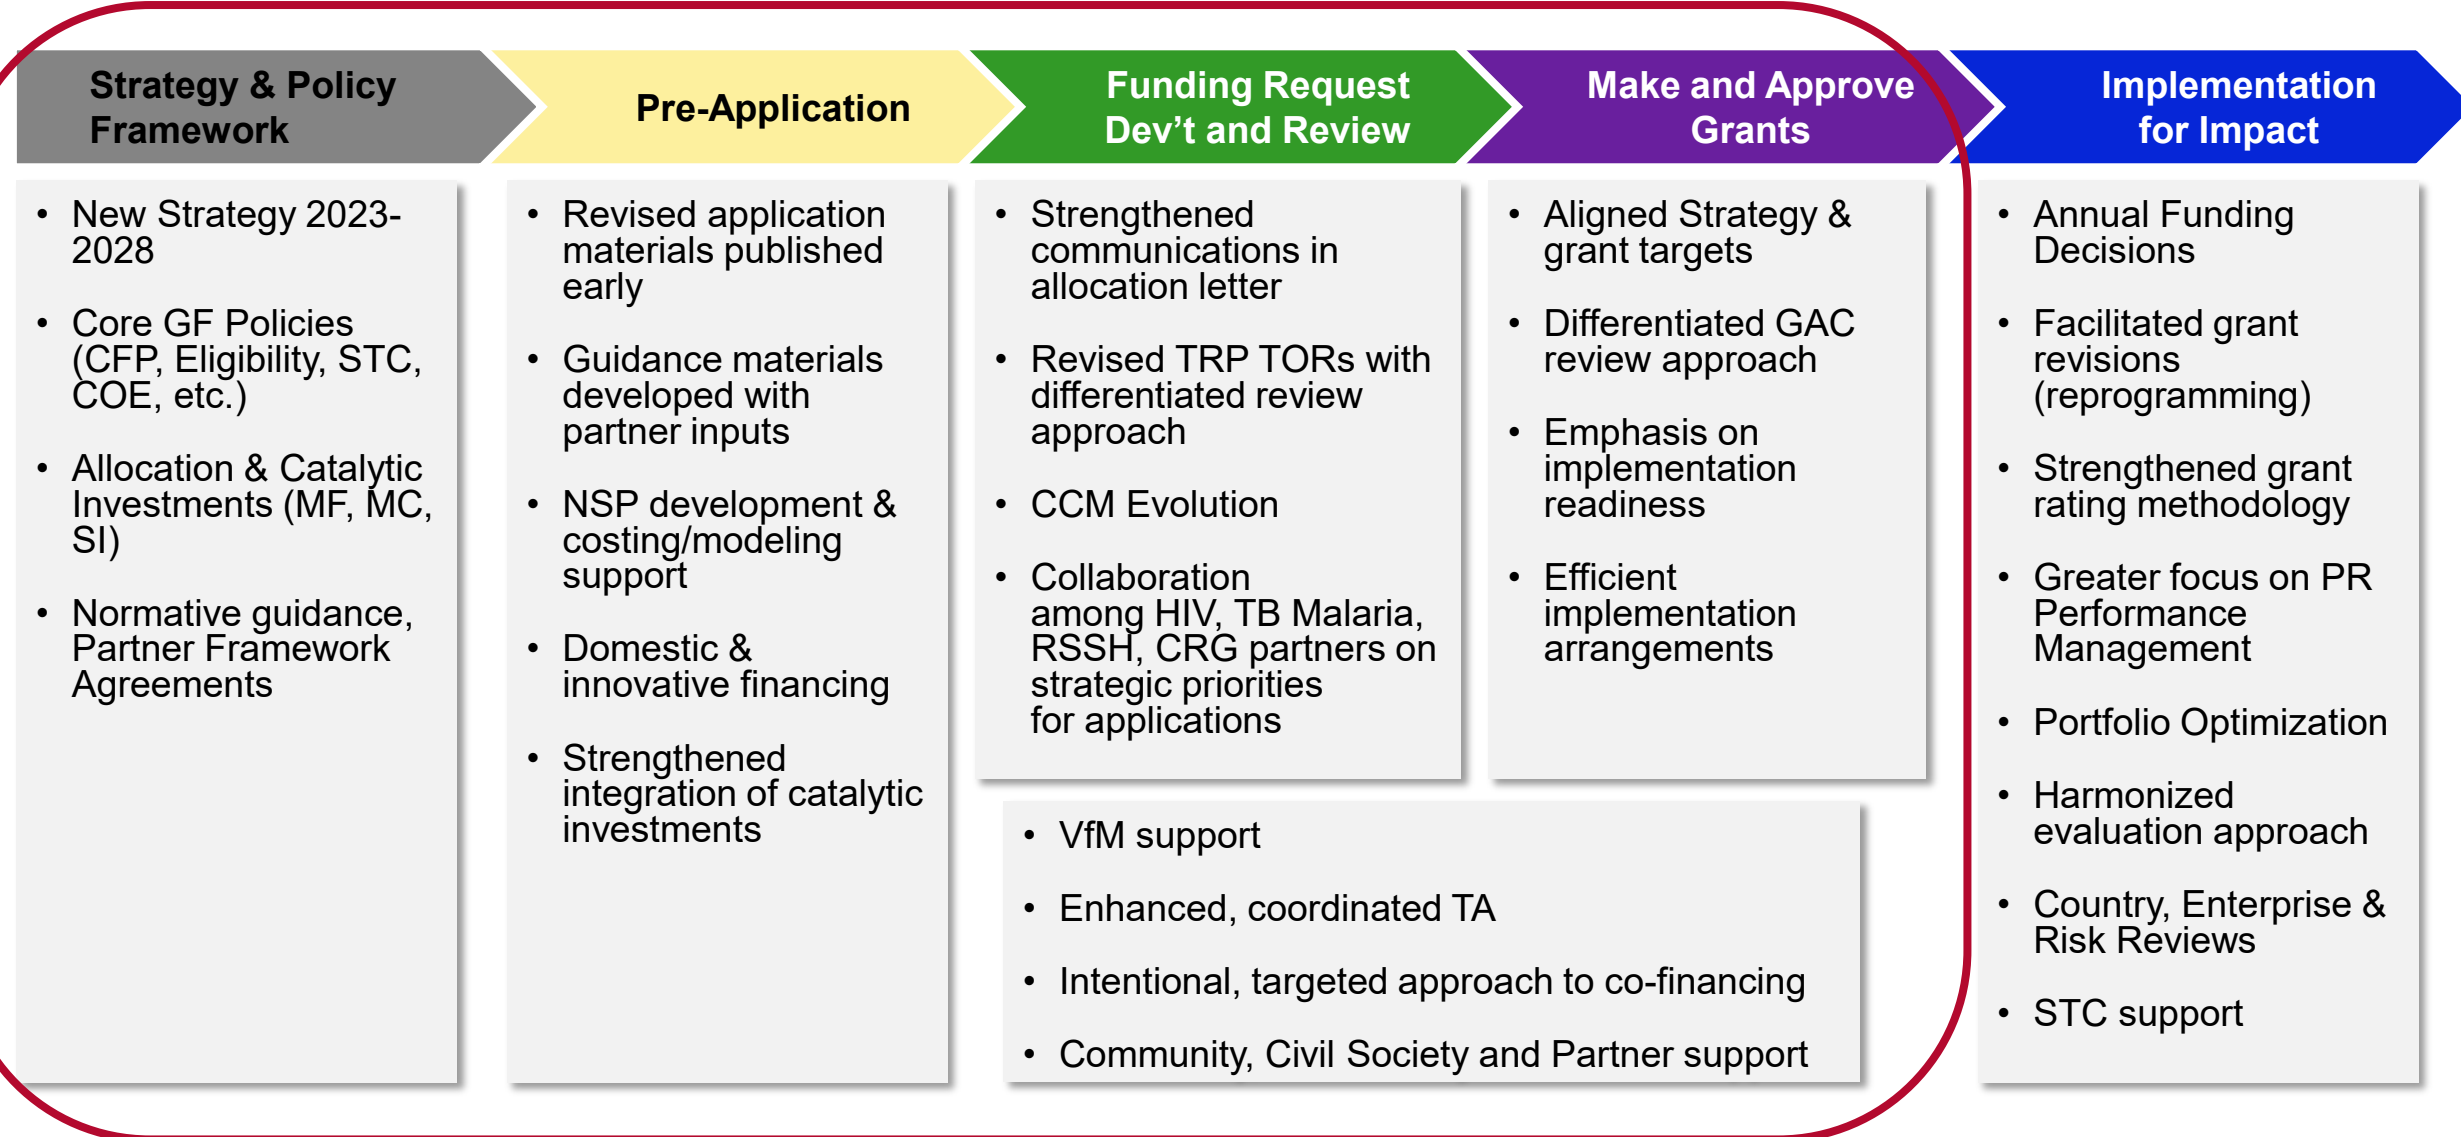 Strategy & Policy
Framework
Pre-Application
Funding Request
Dev’t and Review
Make and Approve
Grants
Implementation
for Impact
• New Strategy 2023-
2028
• Core GF Policies
(CFP, Eligibility, STC,
COE, etc.)
• Allocation & Catalytic
Investments (MF, MC,
SI)
• Normative guidance,
Partner Framework
Agreements
• Revised application
materials published
early
• Guidance materials
developed with
partner inputs
• NSP development &
costing/modeling
support
• Domestic &
innovative financing
• Strengthened
integration of catalytic
investments
• Strengthened
communications in
allocation letter
• Revised TRP TORs with
differentiated review
approach
• CCM Evolution
• Collaboration
among HIV, TB Malaria,
RSSH, CRG partners on
strategic priorities
for applications
• Aligned Strategy &
grant targets
• Differentiated GAC
review approach
• Emphasis on
implementation
readiness
• Efficient
implementation
arrangements
• VfM support
• Enhanced, coordinated TA
• Intentional, targeted approach to co-financing
• Community, Civil Society and Partner support
• Annual Funding
Decisions
• Facilitated grant
revisions
(reprogramming)
• Strengthened grant
rating methodology
• Greater focus on PR
Performance
Management
• Portfolio Optimization
• Harmonized
evaluation approach
• Country, Enterprise &
Risk Reviews
• STC support